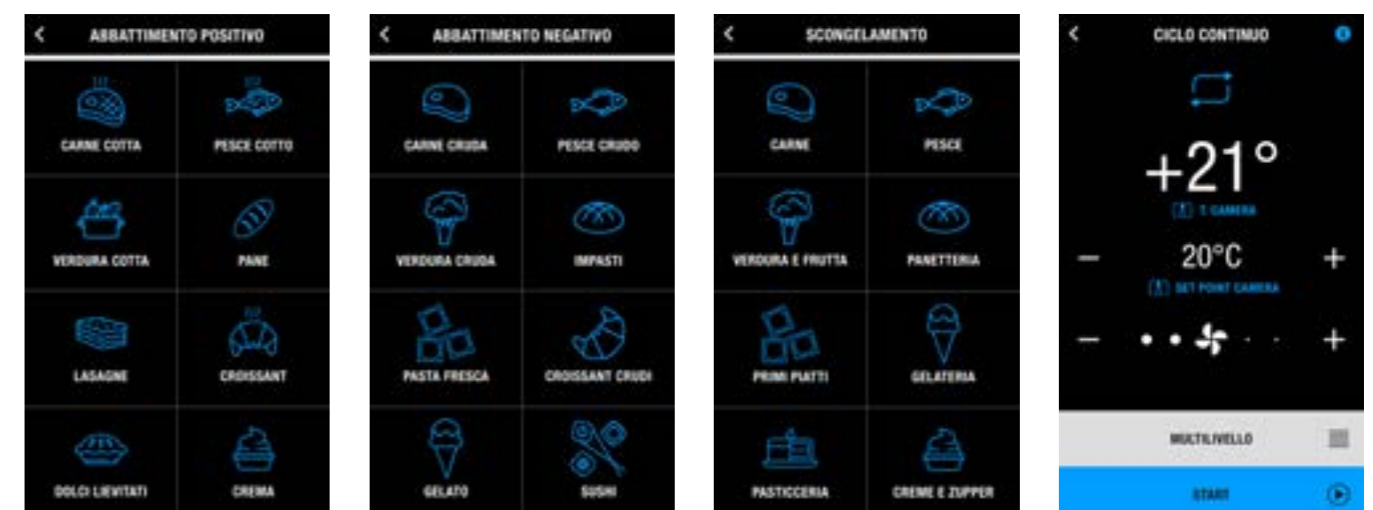 ABBATTIMENTO POSITIVO
CARNE COTTA
PESCE COTTO
VERDURA COTTA
PANE
LASAGNE
CROISSANT
DOLCI LIEVITATI
CREMA
ABBATTIMENTO NEGATIVO
CARNE CRUDA
PESCE CRUDO
VERDURA CRUDA
IMPASTI
PASTA FRESCA
CROISSANT CRUDI
GELATO
SUSHI
SCONGELAMENTO
CARNE
PESCE
VERDURA E FRUTTA
PANETTERIA
PRIMI PIATTI
GELATERIA
PASTICCERIA
CREME E ZUPPER
CICLO CONTINUO
+21°
T. CAMERA
20°C
SET POINT CAMERA
MULTILIVELLO
START